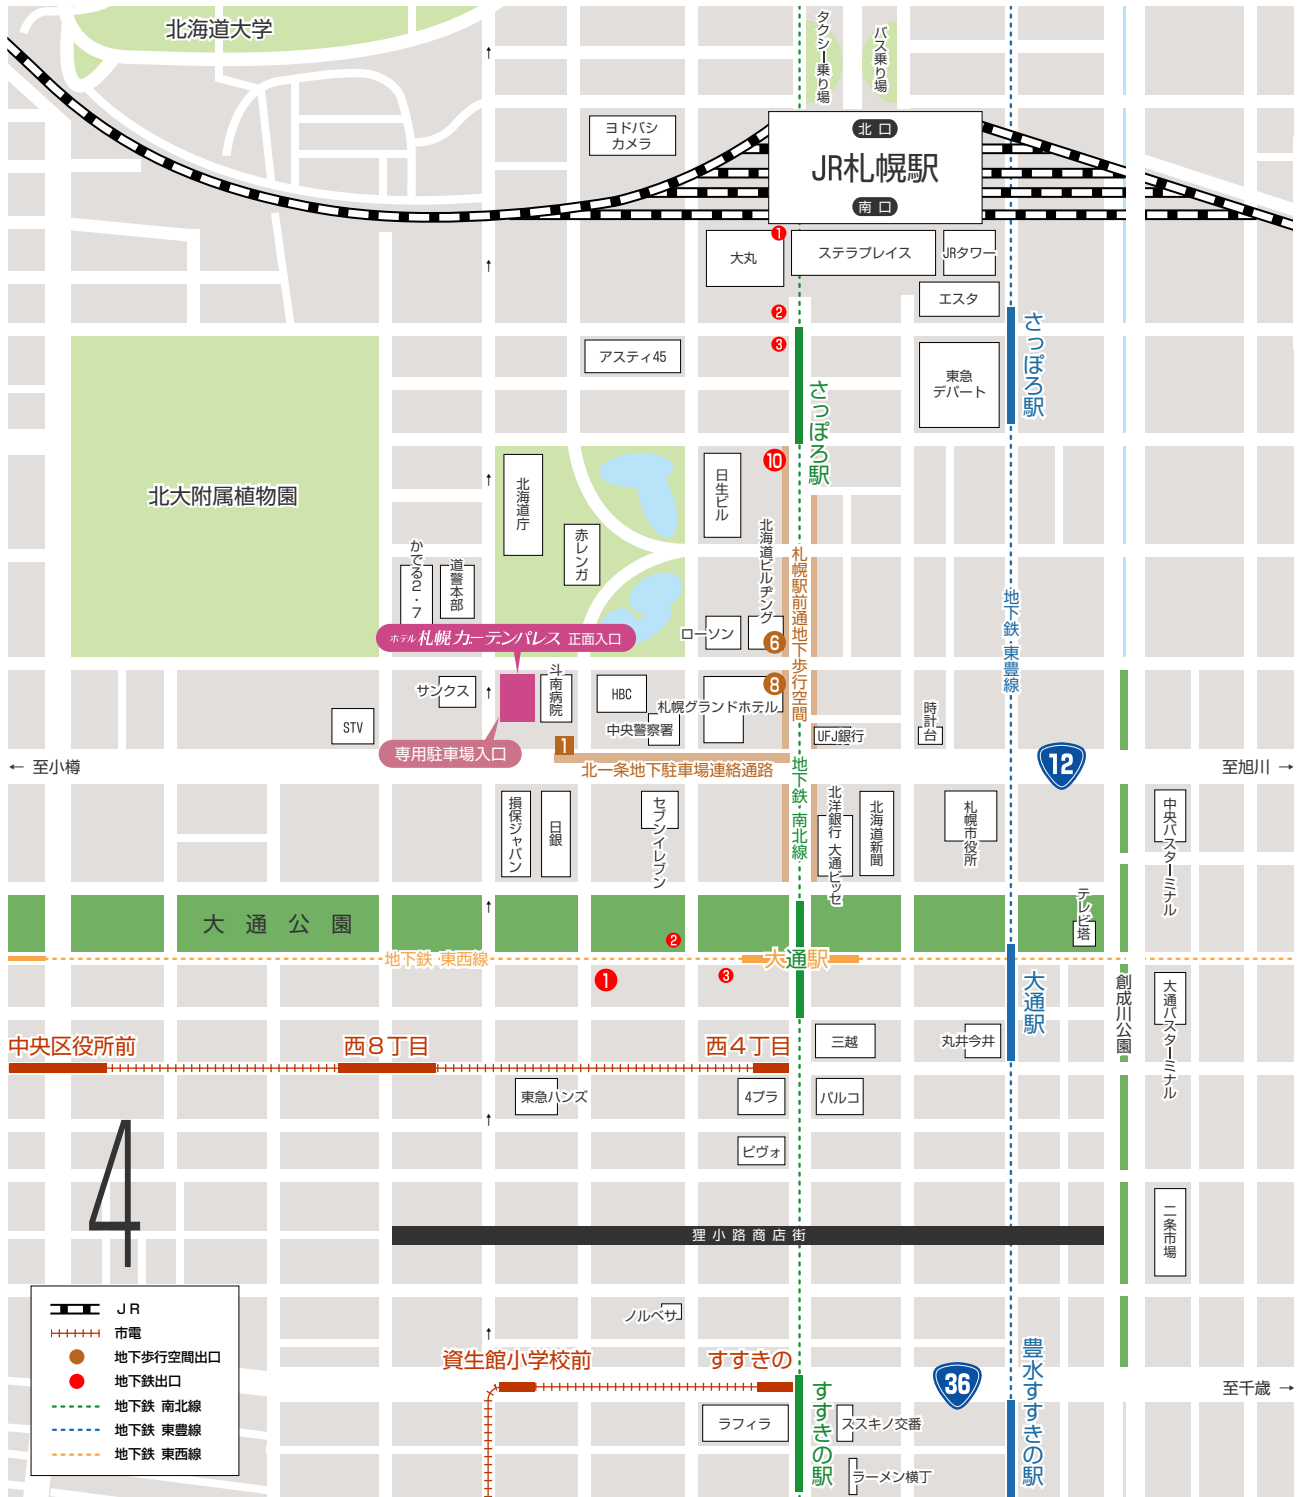 北海道大学
タクシー乗り場
バス乗り場
ヨドバシ
カメラ
北口
JR札幌駅
南口
1
大丸
ステラプレイス
JRタワー
エスタ
2
3
アスティ45
東急
デパート
さっぽろ駅
さっぽろ駅
北大附属植物園
北海道庁
赤レンガ
日生ビル
10
北海道ビルヂング
札幌駅前通地下歩行空間
地下鉄・東豊線
かでる2・7
道警本部
ローソン
6
ホテル札幌ガーデンパレス 正面入口
サンクス
斗南病院
HBC
8
札幌グランドホテル
STV
中央警察署
UFJ銀行
時計台
専用駐車場入口
1
北一条地下駐車場連絡通路
← 至小樽
12
至旭川 →
地下鉄 南北線
損保ジャパン
日銀
セブンイレブン
北洋銀行 大通ビッセ
北海道新聞
札幌市役所
中央バスターミナル
大通公園
テレビ塔
2
地下鉄 東西線
大通駅
1
3
大通駅
創成川公園
大通バスターミナル
中央区役所前
西8丁目
西4丁目
三越
丸井今井
東急ハンズ
4プラ
パルコ
ビヴォ
4
狸小路商店街
二条市場
ノルベサ
JR
市電
地下歩行空間出口
地下鉄出口
地下鉄 南北線
地下鉄 東豊線
地下鉄 東西線
資生館小学校前
すすきの
すすきの駅
36
豊水すすきの駅
至千歳 →
ラフィラ
ススキノ交番
ラーメン横丁